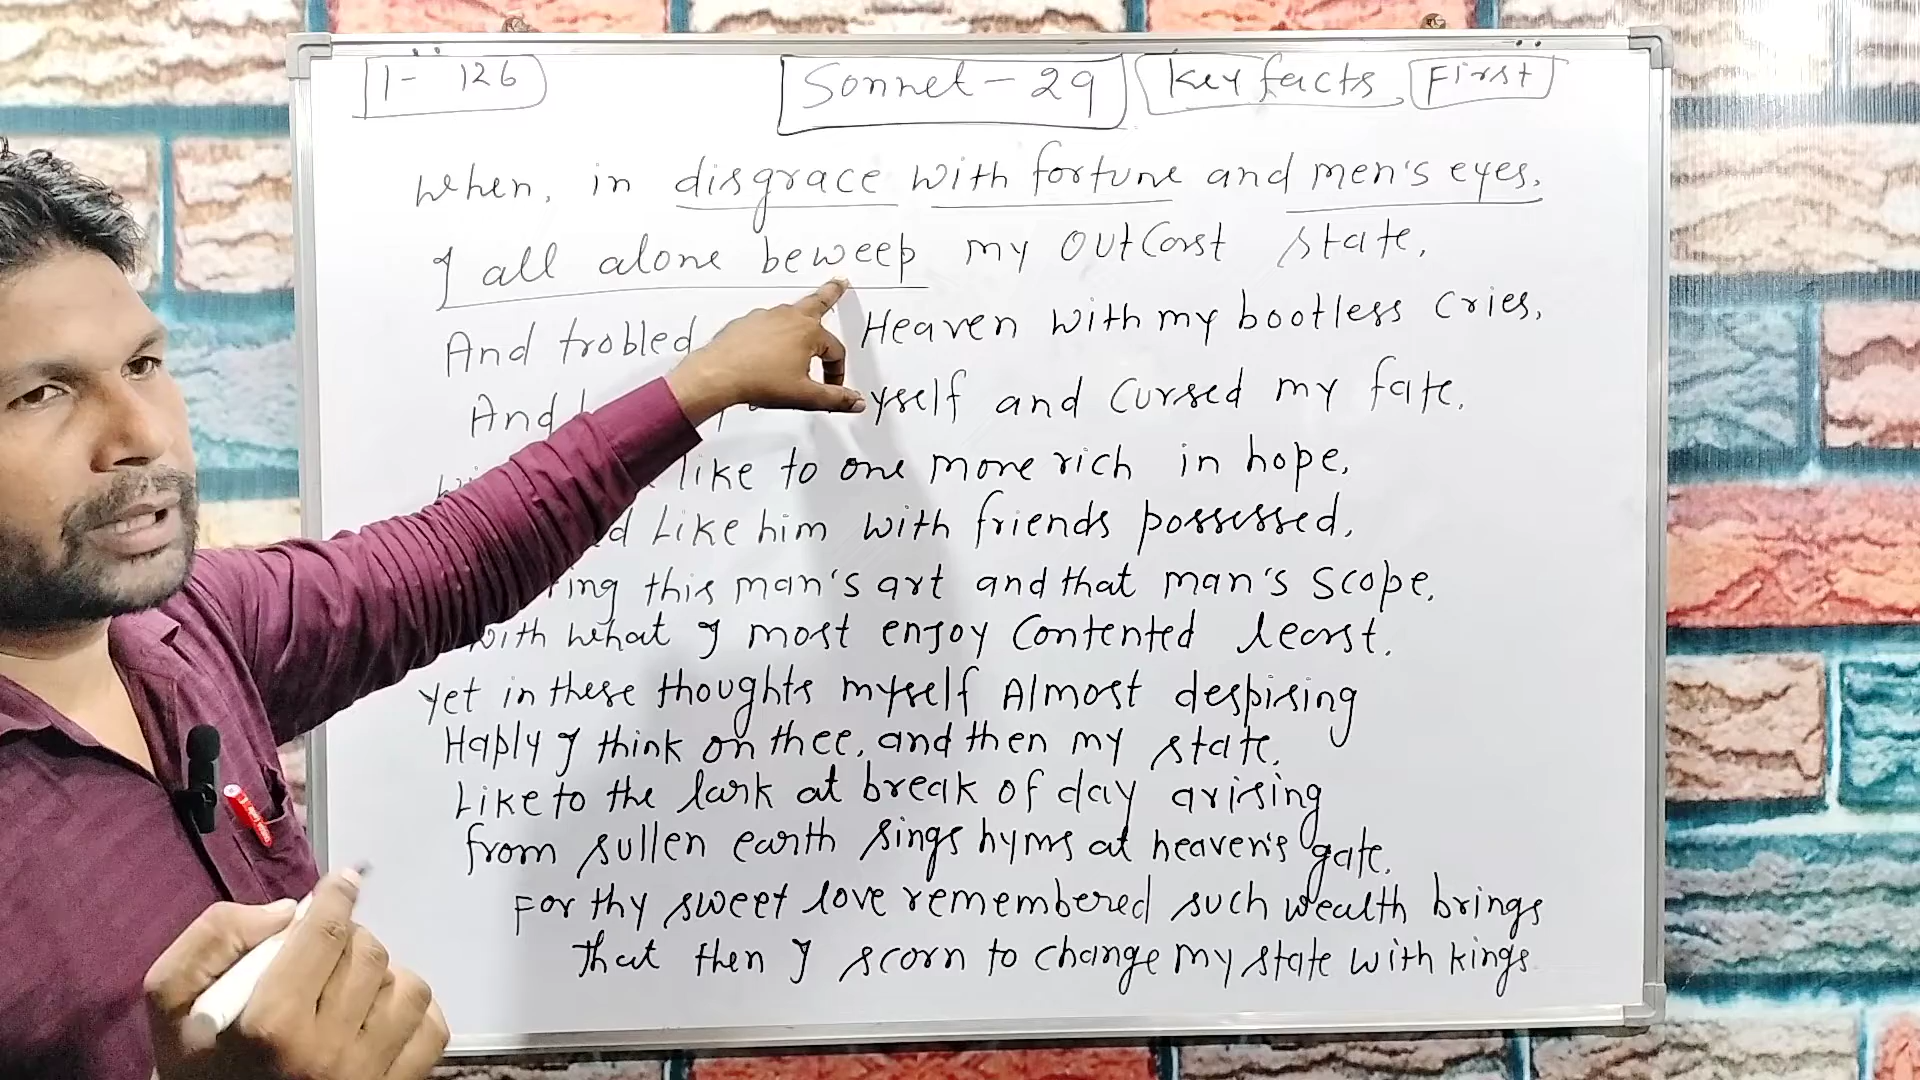 1- 126 Sonnet - 29 Key facts, First
When, in disgrace with fortune and men's eyes,
I all alone beweep my outcast state,
And trobled Heaven with my bootless cries,
And myself and cursed my fate,
like to one more rich in hope,
Like him with friends possessed,
this man's art and that man's scope,
with what I most enjoy contented least.
Yet in these thoughts myself Almost despising
Haply I think on thee, and then my state,
Like to the lark at break of day arising
From sullen earth sings hyms at heaven's gate,
For thy sweet love remembered such wealth brings
That then I scorn to change my state with kings